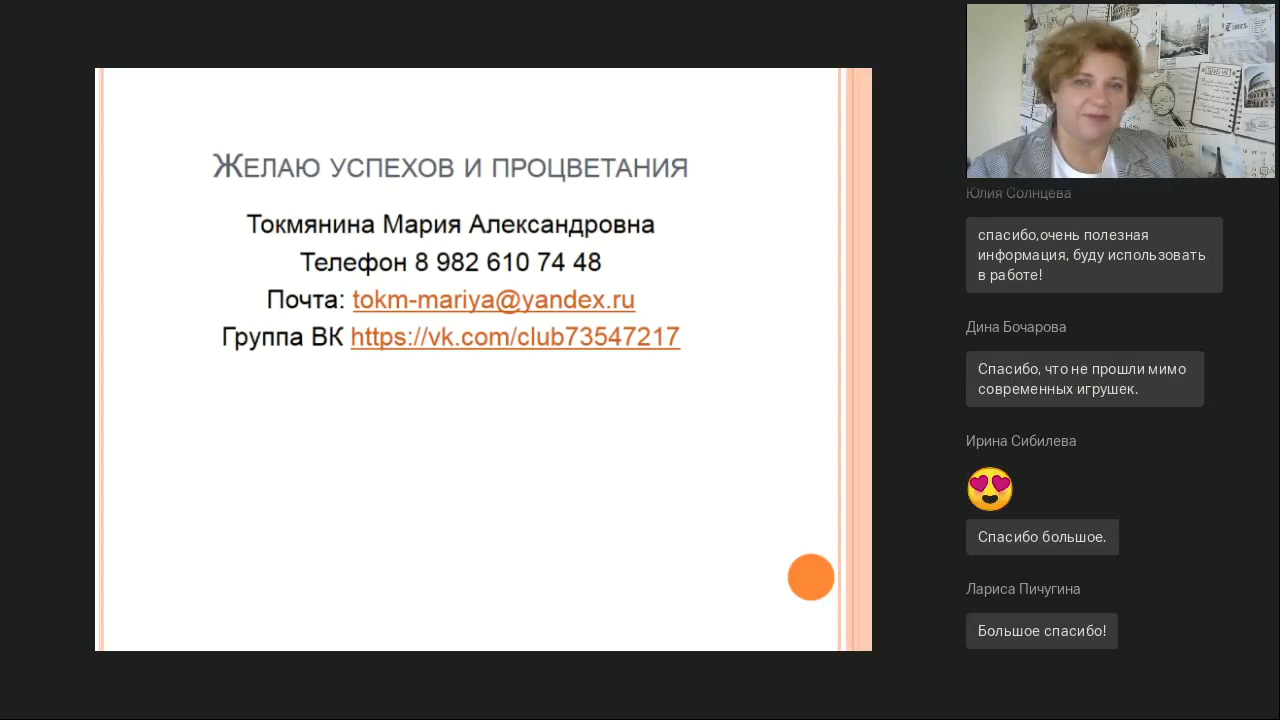 Желаю успехов и процветания
Токмянина Мария Александровна
Телефон 8 982 610 74 48
Почта: tokm-mariya@yandex.ru
Группа ВК https://vk.com/club73547217
Times
Юлия Солнцева
спасибо,очень полезная
информация, буду использовать
в работе!
Дина Бочарова
Спасибо, что не прошли мимо
современных игрушек.
Ирина Сибилева
Спасибо большое.
Лариса Пичугина
Большое спасибо!